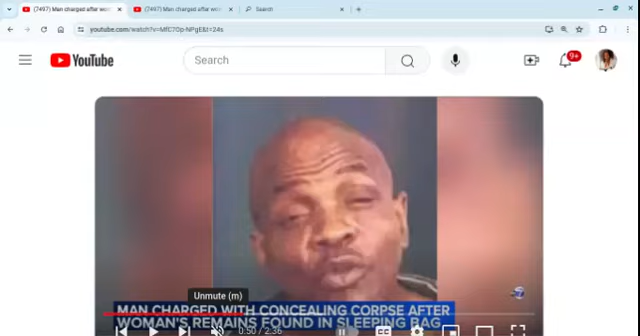 (7497) Man charged after wo
(7497) Man charged after wo
Search
youtube.com/watch?v=MfC7Op-NPgE&t=24s
YouTube
Search
9+
Unmute (m)
MAN CHARGED WITH CONCEALING CORPSE AFTER
WOMAN'S REMAINS FOUND IN SLEEPING BAG
0:50 / 2:36
CC